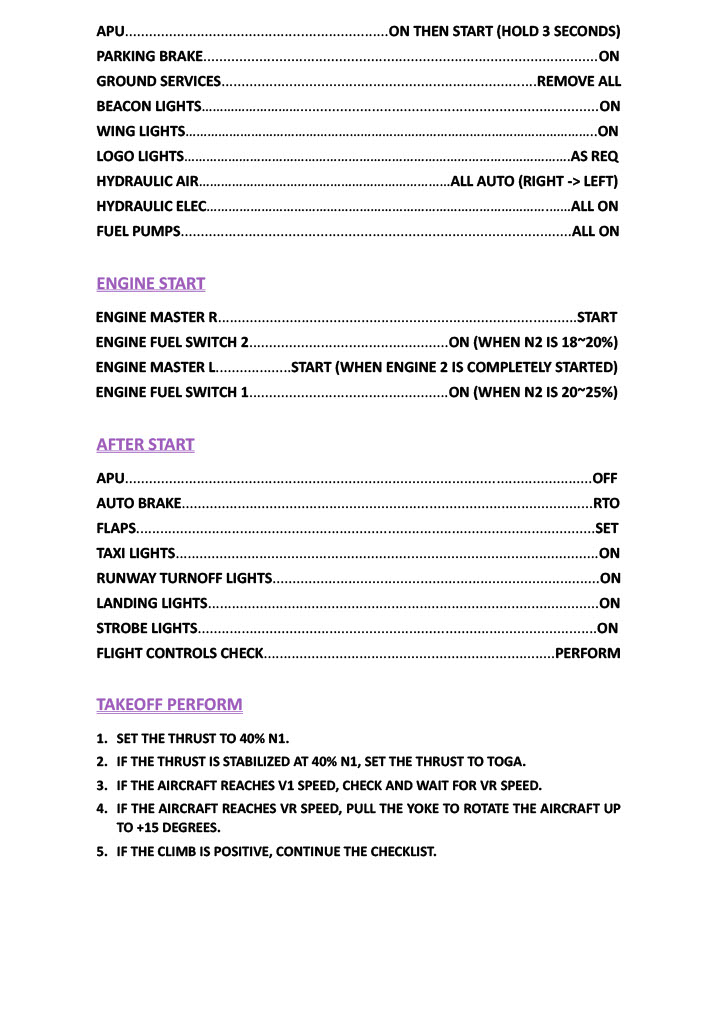 APU..................................................................ON THEN START (HOLD 3 SECONDS)
PARKING BRAKE...................................................................................................ON
GROUND SERVICES...............................................................................REMOVE ALL
BEACON LIGHTS....................................................................................................ON
WING LIGHTS........................................................................................................ON
LOGO LIGHTS.................................................................................................AS REQ
HYDRAULIC AIR...............................................................ALL AUTO (RIGHT -> LEFT)
HYDRAULIC ELEC...........................................................................................ALL ON
FUEL PUMPS..................................................................................................ALL ON
ENGINE START
ENGINE MASTER R..........................................................................................START
ENGINE FUEL SWITCH 2..................................................ON (WHEN N2 IS 18~20%)
ENGINE MASTER L...................START (WHEN ENGINE 2 IS COMPLETELY STARTED)
ENGINE FUEL SWITCH 1..................................................ON (WHEN N2 IS 20~25%)
AFTER START
APU.....................................................................................................................OFF
AUTO BRAKE.......................................................................................................RTO
FLAPS...................................................................................................................SET
TAXI LIGHTS..........................................................................................................ON
RUNWAY TURNOFF LIGHTS..................................................................................ON
LANDING LIGHTS..................................................................................................ON
STROBE LIGHTS....................................................................................................ON
FLIGHT CONTROLS CHECK.........................................................................PERFORM
TAKEOFF PERFORM
1. SET THE THRUST TO 40% N1.
2. IF THE THRUST IS STABILIZED AT 40% N1, SET THE THRUST TO TOGA.
3. IF THE AIRCRAFT REACHES V1 SPEED, CHECK AND WAIT FOR VR SPEED.
4. IF THE AIRCRAFT REACHES VR SPEED, PULL THE YOKE TO ROTATE THE AIRCRAFT UP
TO +15 DEGREES.
5. IF THE CLIMB IS POSITIVE, CONTINUE THE CHECKLIST.